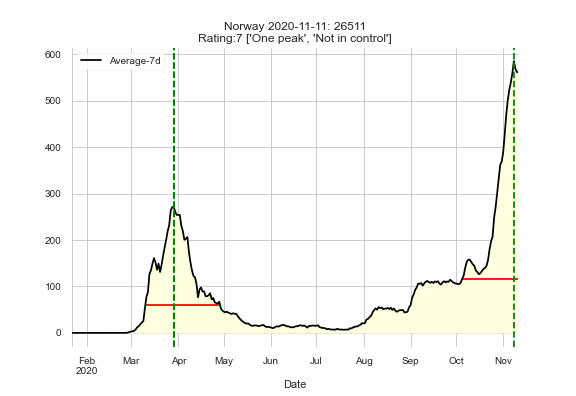 Norway 2020-11-11: 26511
Rating:7 ['One peak', 'Not in control']
Average-7d
600
500
400
300
200
100
0
Feb Mar Apr May Jun Jul Aug Sep Oct Nov
2020
Date